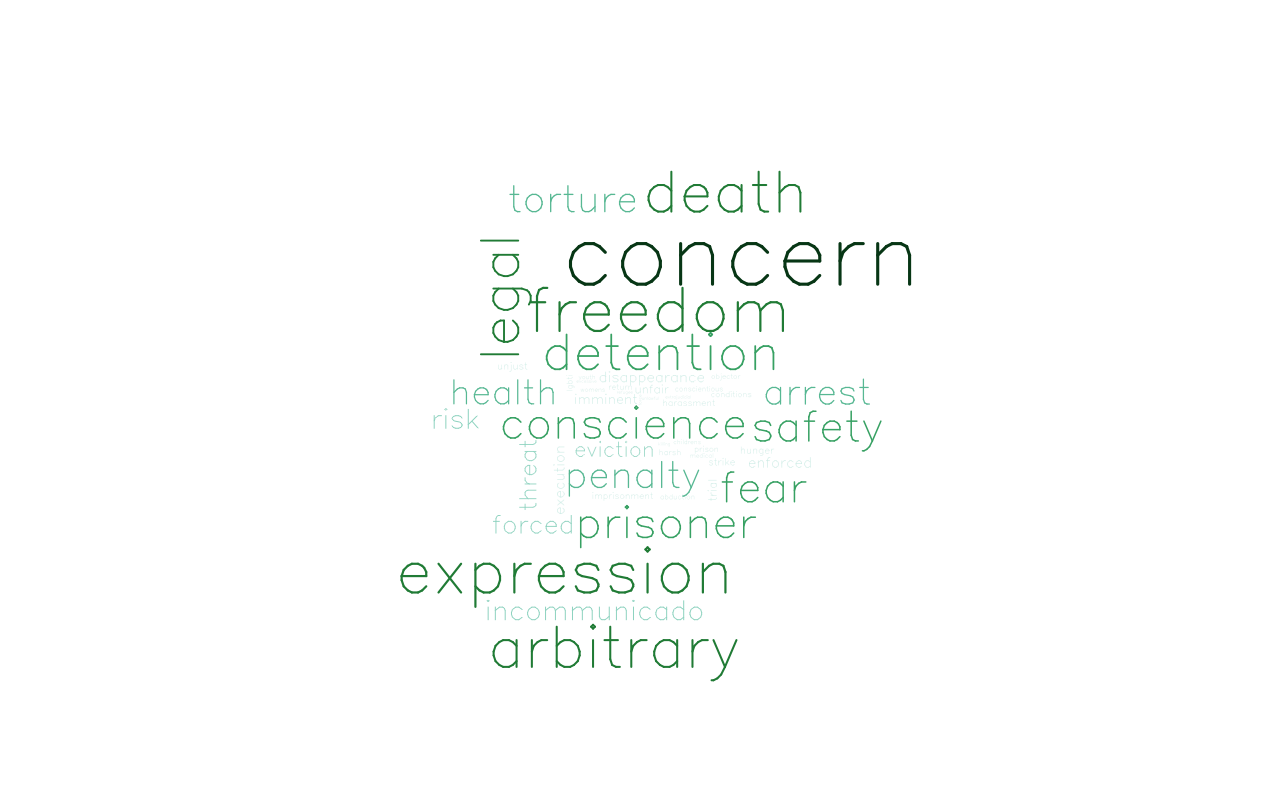 torture death
legal
concern
freedom
detention
unjust
disappearance
unfair
imminent
harassment
conditions
health arrest
risk
conscience safety
threat
eviction
hunger
strike enforced
execution
penalty
trial
fear
imprisonment
forced prisoner
expression
incommunicado
arbitrary